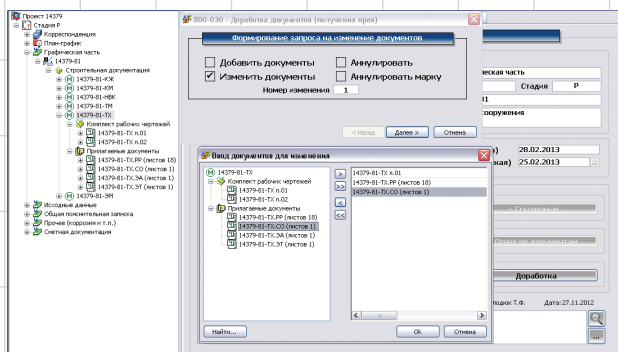 Проект 14379
Стадия Р
Корреспонденция
План-график
Графическая часть
14379-81
Строительная документация
14379-81-КЖ
14379-81-КМ
14379-81-НВК
14379-81-ТМ
14379-81-ТХ
Комплект рабочих чертежей
14379-81-ТХ л.01
14379-81-ТХ л.02
Прилагаемые документы
14379-81-ТХ.РР (листов 18)
14379-81-ТХ.СО (листов 1)
14379-81-ТХ.ЭА (листов 1)
14379-81-ТХ.ЭТ (листов 1)
14379-81-ЭМ
Исходные данные
Общая пояснительная записка
Прочее (коррозия и т.п.)
Сметная документация
800-030 - Доработка документов (получения прав)
Формирование запроса на изменение документов
Добавить документы
Аннулировать
Изменить документы
Аннулировать марку
Номер изменения 1
< Назад
Далее >
Отмена
ческая часть
Стадия Р
81
сооружения
28.02.2013
кая) 25.02.2013
Отчет по документам
Доработка
Т.Ф. Дата: 27.11.2012
Ввод документов для изменения
14379-81-ТХ
Комплект рабочих чертежей
14379-81-ТХ л.01
14379-81-ТХ л.02
Прилагаемые документы
14379-81-ТХ.РР (листов 18)
14379-81-ТХ.СО (листов 1)
14379-81-ТХ.ЭА (листов 1)
14379-81-ТХ.ЭТ (листов 1)
>
>>
<
<<
14379-81-ТХ л.01
14379-81-ТХ.РР (листов 18)
14379-81-ТХ.СО (листов 1)
Найти...
Ok
Отмена
...